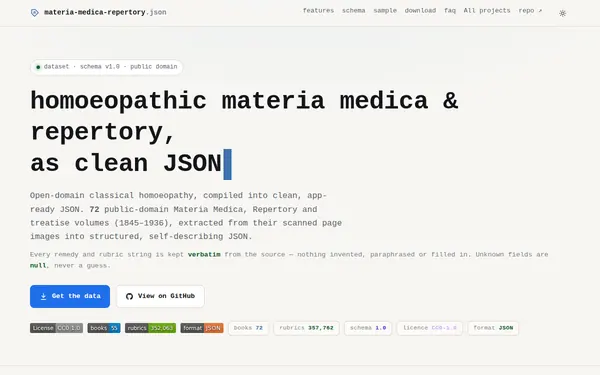 materia-medica-repertory.json
features schema sample download faq All projects repo ↗
dataset · schema v1.0 · public domain
homoeopathic materia medica &
repertory,
as clean JSON
Open-domain classical homoeopathy, compiled into clean, app-
ready JSON. 72 public-domain Materia Medica, Repertory and
treatise volumes (1845–1936), extracted from their scanned page
images into structured, self-describing JSON.
Every remedy and rubric string is kept verbatim from the source — nothing invented, paraphrased or filled in. Unknown fields are
null, never a guess.
Get the data View on GitHub
License CC0 1.0 books 55 rubrics 352,063 format JSON books 72 rubrics 357,762 schema 1.0 licence CC0-1.0 format JSON